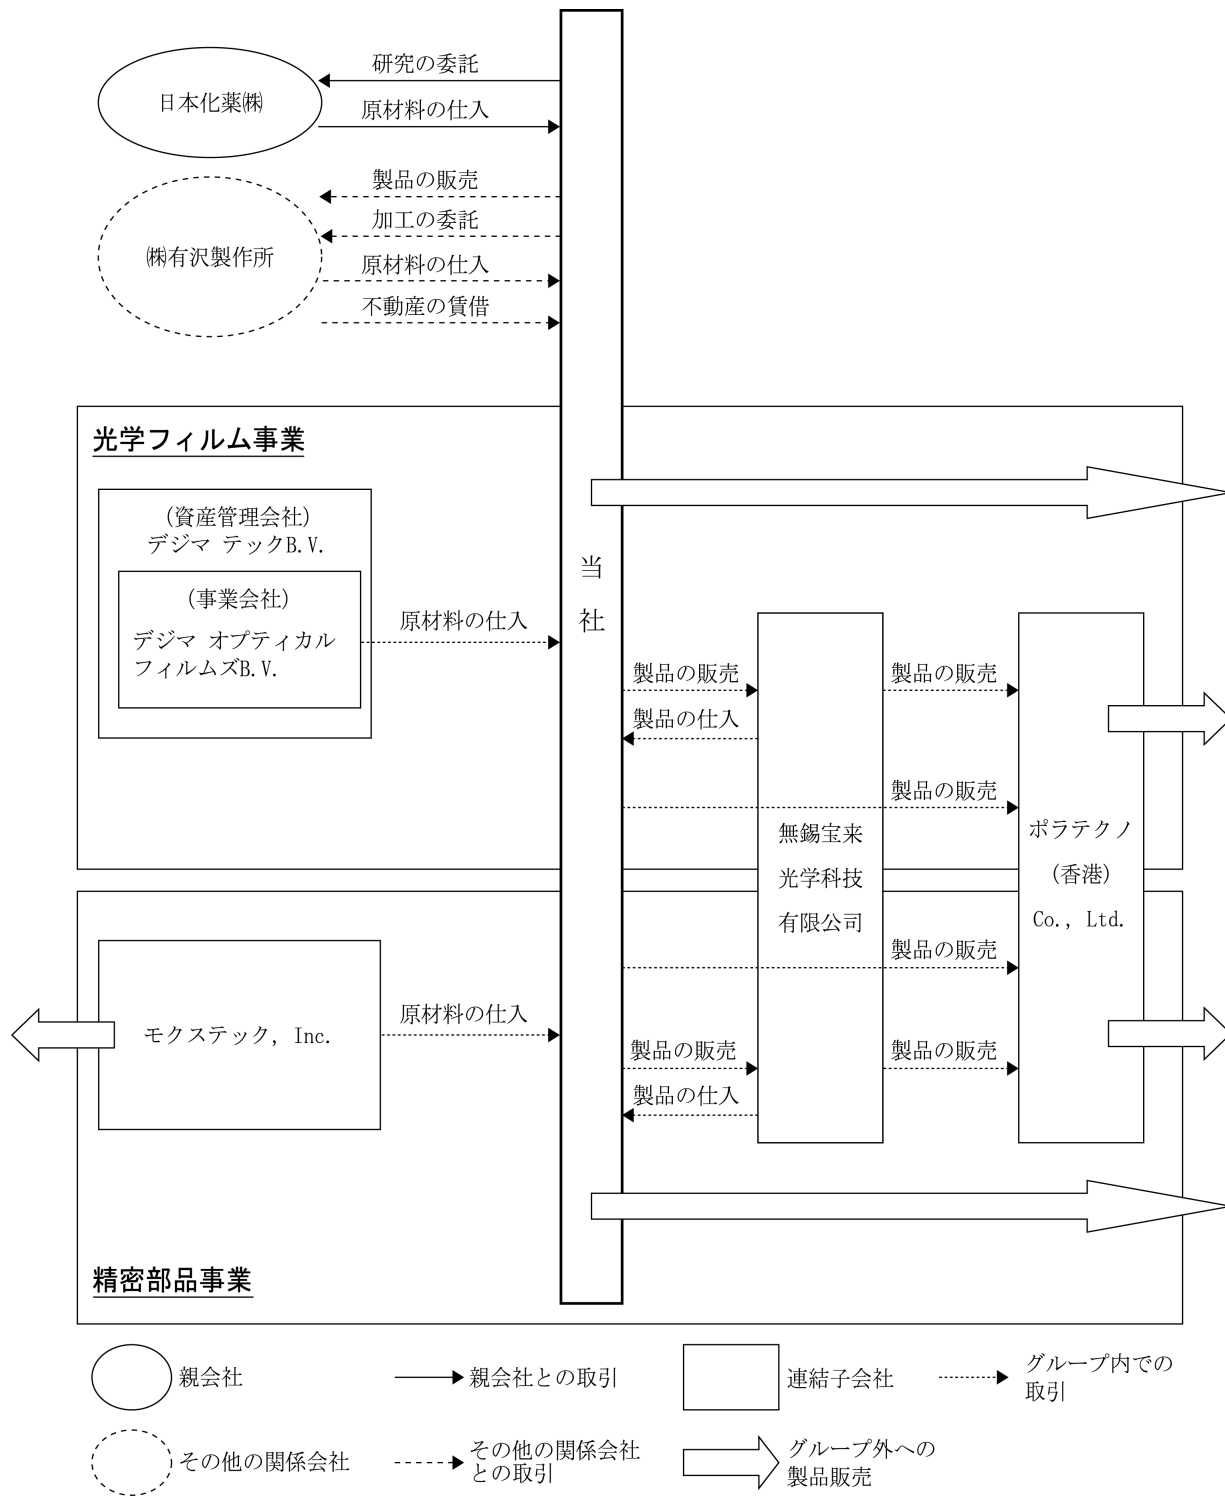 研究の委託
日本化薬㈱
原材料の仕入
製品の販売
加工の委託
㈱有沢製作所
原材料の仕入
不動産の賃借
光学フィルム事業
(資産管理会社)
デジマ テックB.V.
(事業会社)
デジマ オプティカル
フィルムズB.V.
原材料の仕入
当
社
製品の販売
製品の仕入
製品の販売
製品の販売
無錫宝来
光学科技
有限公司
ポラテクノ
(香港)
Co., Ltd.
製品の販売
モクステック, Inc.
原材料の仕入
製品の販売
製品の仕入
製品の販売
精密部品事業
親会社
親会社との取引
連結子会社
グループ内での
取引
その他の関係会社
その他の関係会社
との取引
グループ外への
製品販売